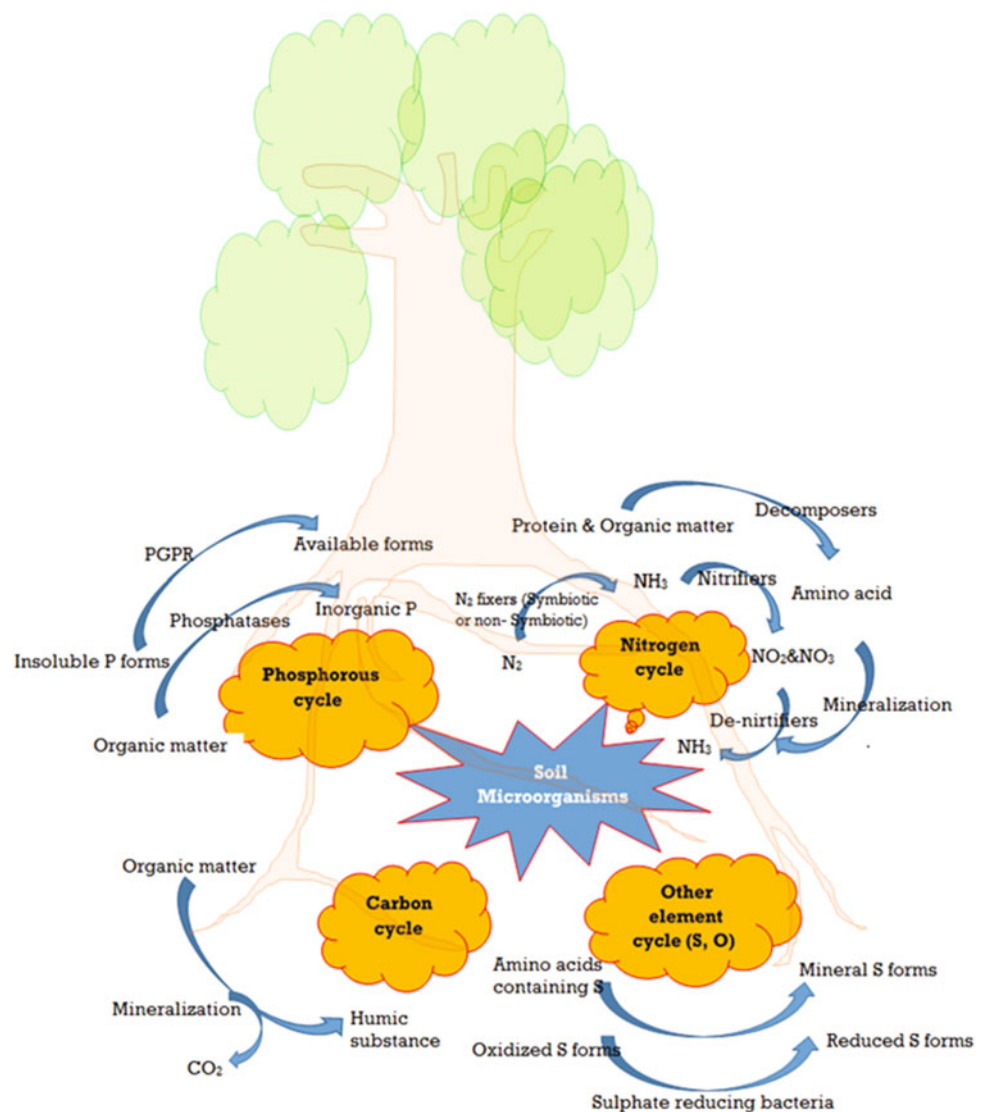 Protein & Organic matter
Decomposers
PGPR
Available forms
N₂ fixers (Symbiotic
or non- Symbiotic)
NH₃
Nitrifiers
Amino acid
Phosphatases
Inorganic P
Insoluble P forms
Phosphorous
cycle
N₂
Nitrogen
cycle
NO₂&NO₃
Mineralization
De-nirtifiers
NH₃
.
Organic matter
Soil
Microorganisms
Organic matter
Carbon
cycle
Other
element
cycle (S, O)
Amino acids
containing S
Mineral S forms
Mineralization
Humic
substance
CO₂
Oxidized S forms
Reduced S forms
Sulphate reducing bacteria